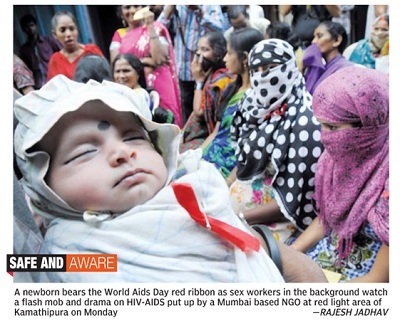 SAFE AND AWARE
A newborn bears the World Aids Day red ribbon as sex workers in the background watch
a flash mob and drama on HIV-AIDS put up by a Mumbai based NGO at red light area of
Kamathipura on Monday —RAJESH JADHAV